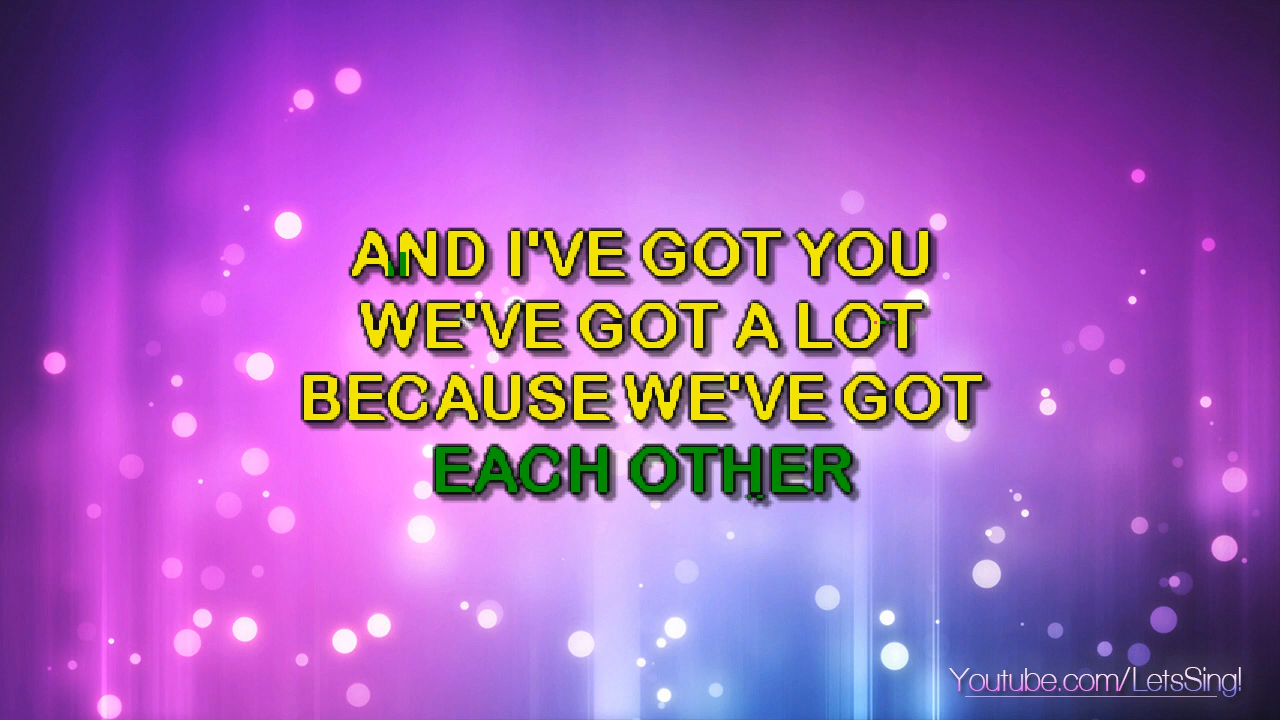 AND I'VE GOT YOU
WE'VE GOT A LOT
BECAUSE WE'VE GOT
EACH OTHER
Youtube.com/LetsSing!